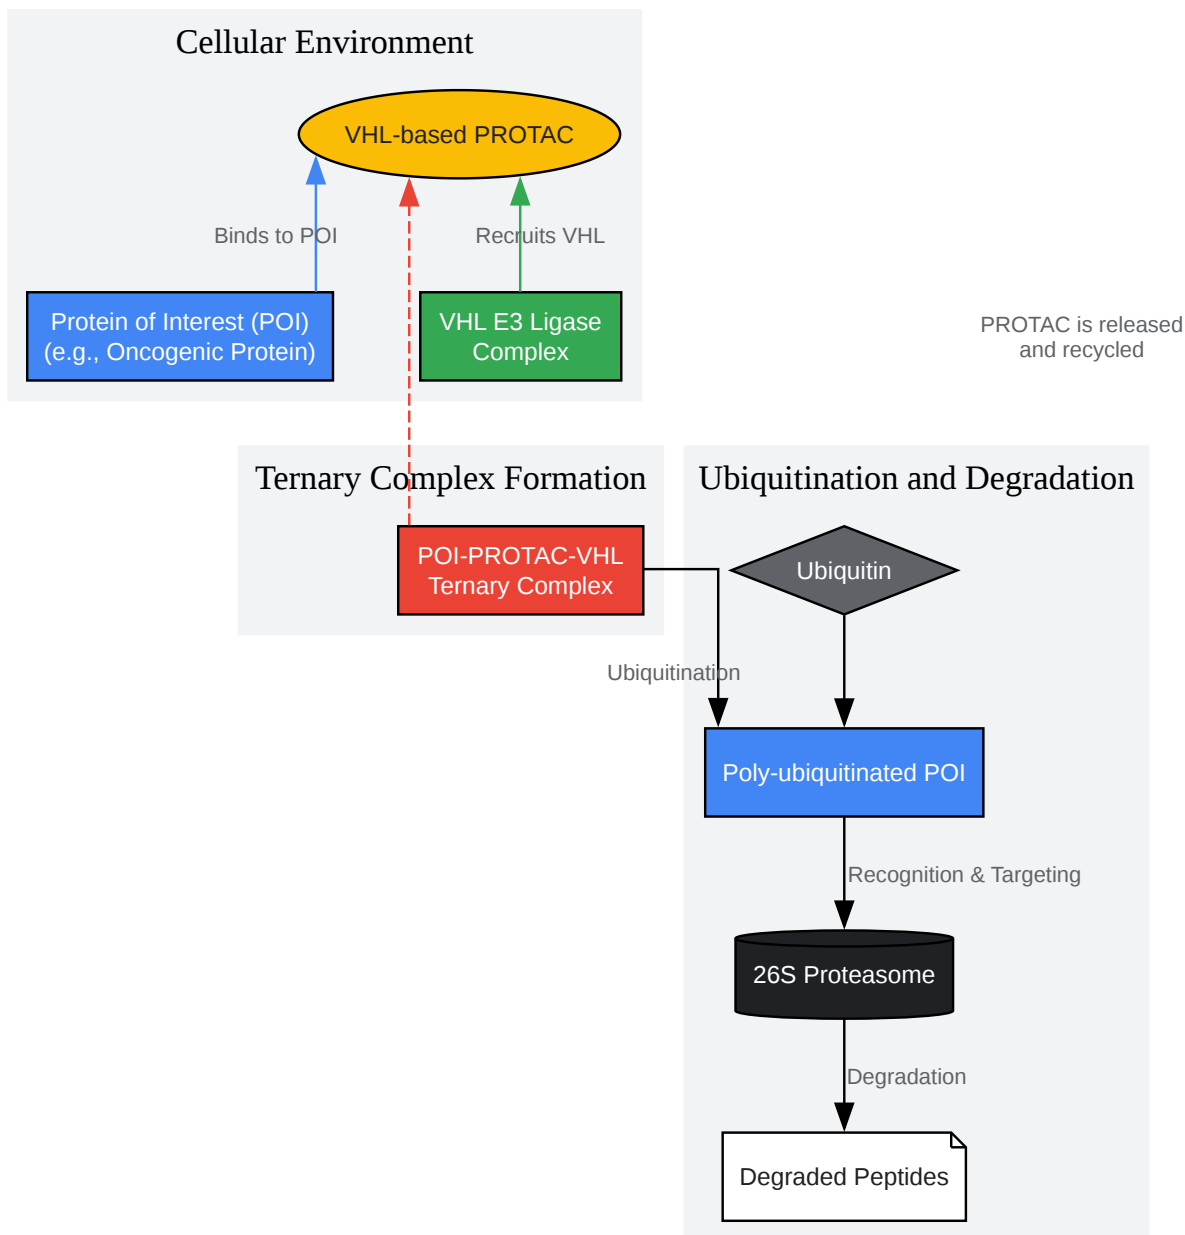 Cellular Environment
VHL-based PROTAC
Binds to POI
Recruits VHL
Protein of Interest (POI)
(e.g., Oncogenic Protein)
VHL E3 Ligase
Complex
PROTAC is released
and recycled
Ternary Complex Formation
POI-PROTAC-VHL
Ternary Complex
Ubiquitination and Degradation
Ubiquitin
Ubiquitination
Poly-ubiquitinated POI
Recognition & Targeting
26S Proteasome
Degradation
Degraded Peptides